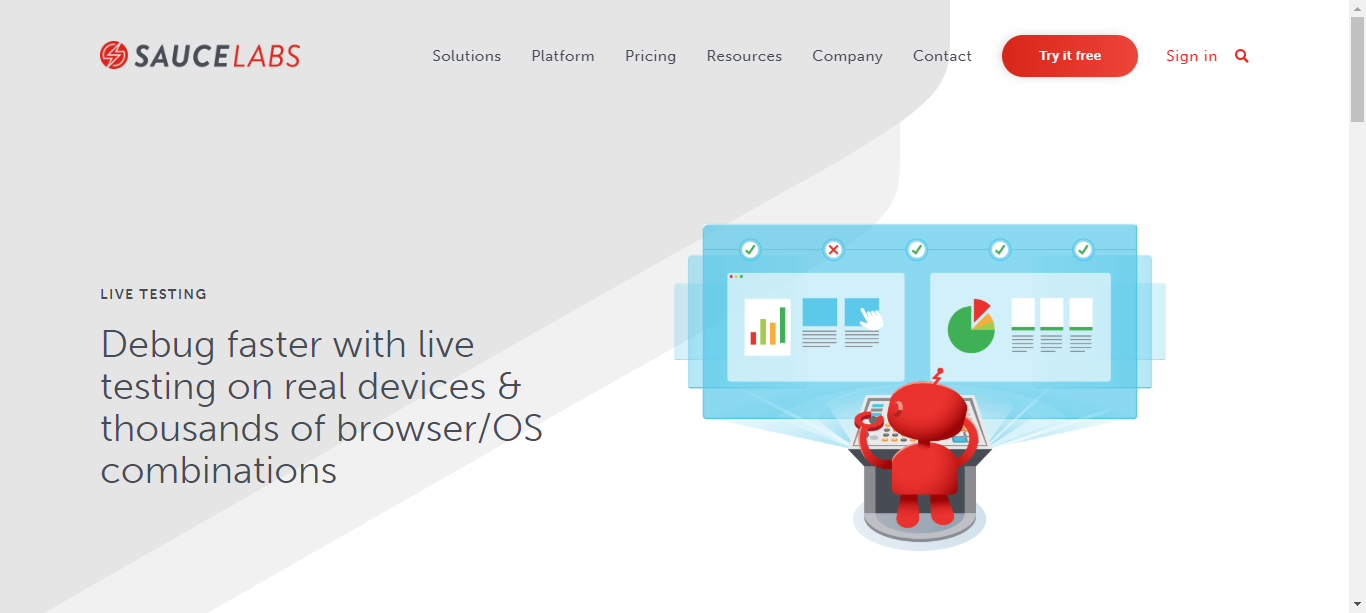 SAUCELABS
Solutions Platform Pricing Resources Company Contact Try it free Sign in
LIVE TESTING
Debug faster with live
testing on real devices &
thousands of browser/OS
combinations